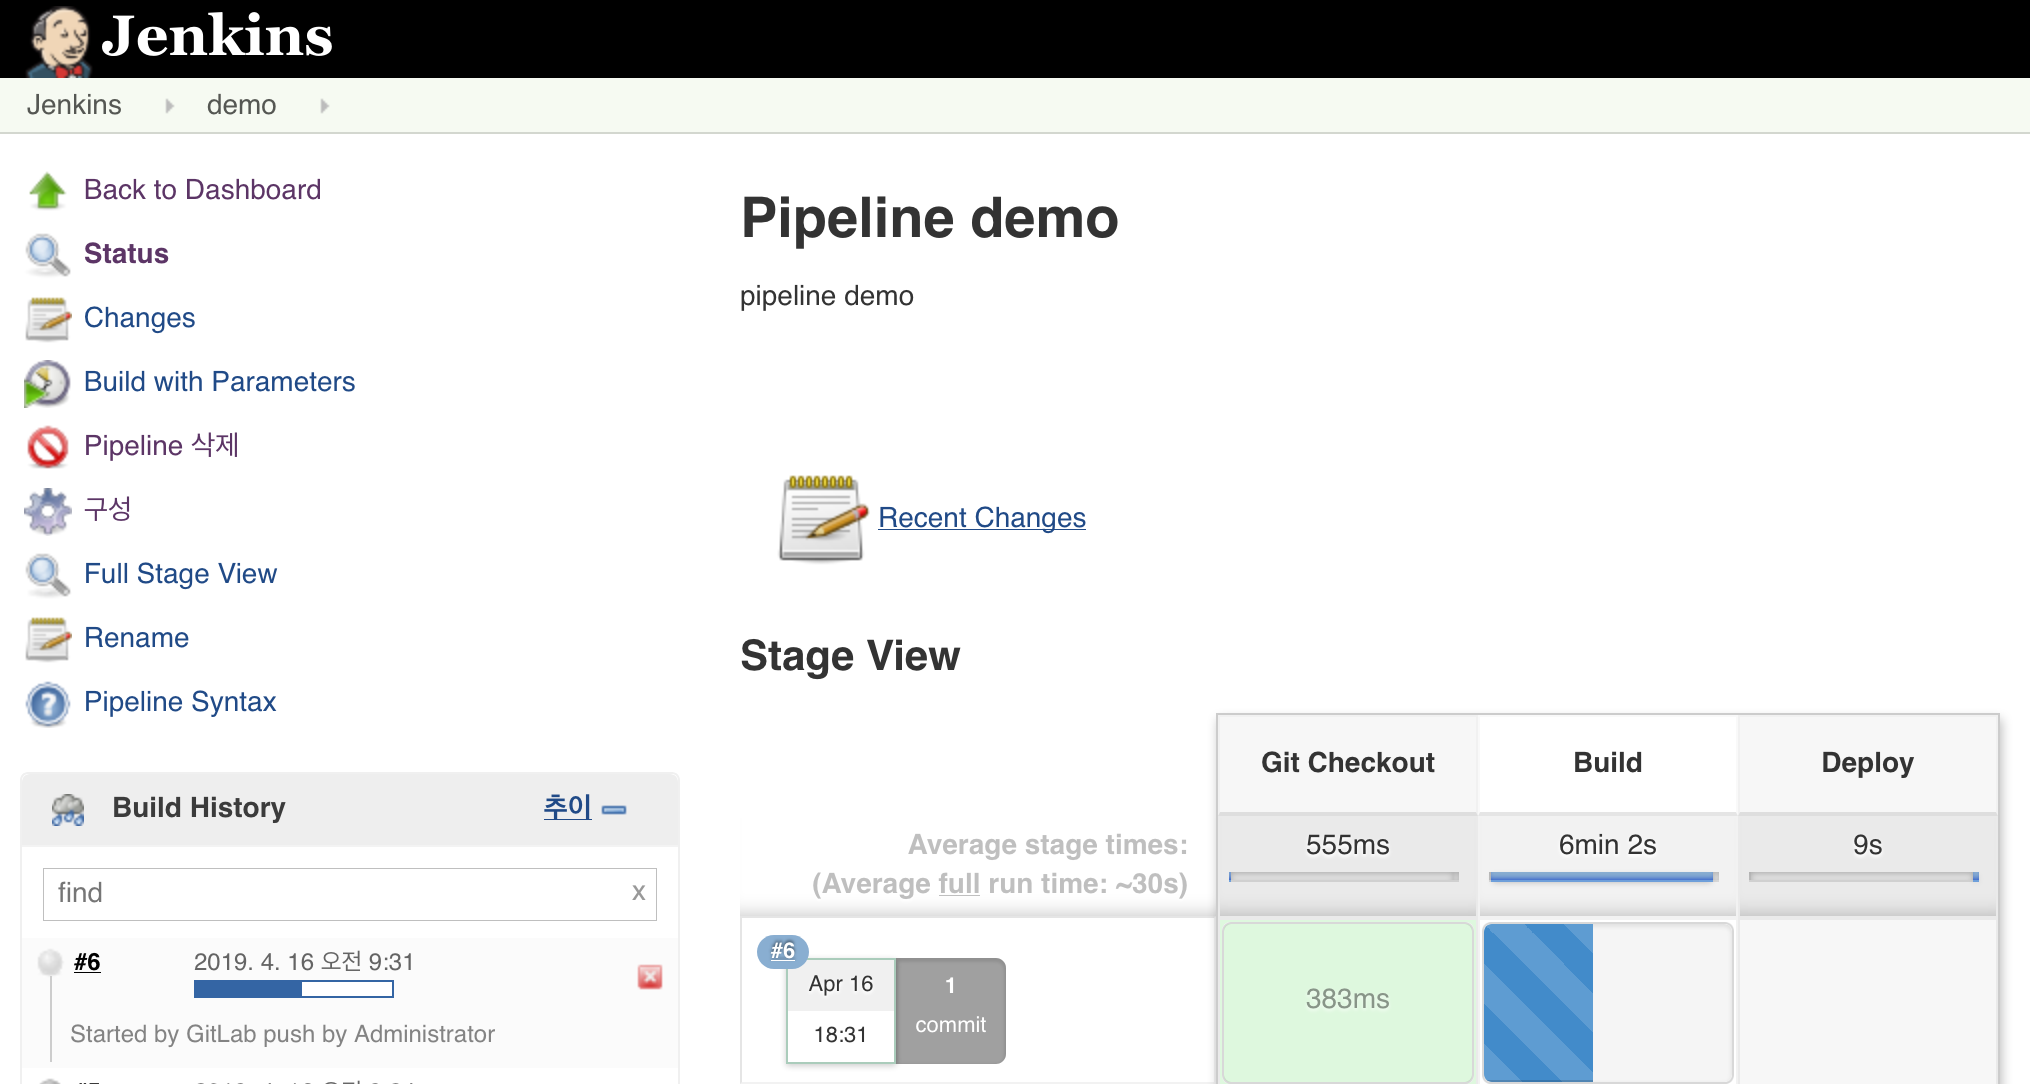 Jenkins
Jenkins
demo
Back to Dashboard
Status
Changes
Build with Parameters
Pipeline 삭제
구성
Full Stage View
Rename
Pipeline Syntax
Build History
추이
find
x
#6
2019. 4. 16 오전 9:31
Started by GitLab push by Administrator
Pipeline demo
pipeline demo
Recent Changes
Stage View
Git Checkout
Build
Deploy
Average stage times:
(Average full run time: ~30s)
555ms
6min 2s
9s
#6
Apr 16
18:31
1
commit
383ms